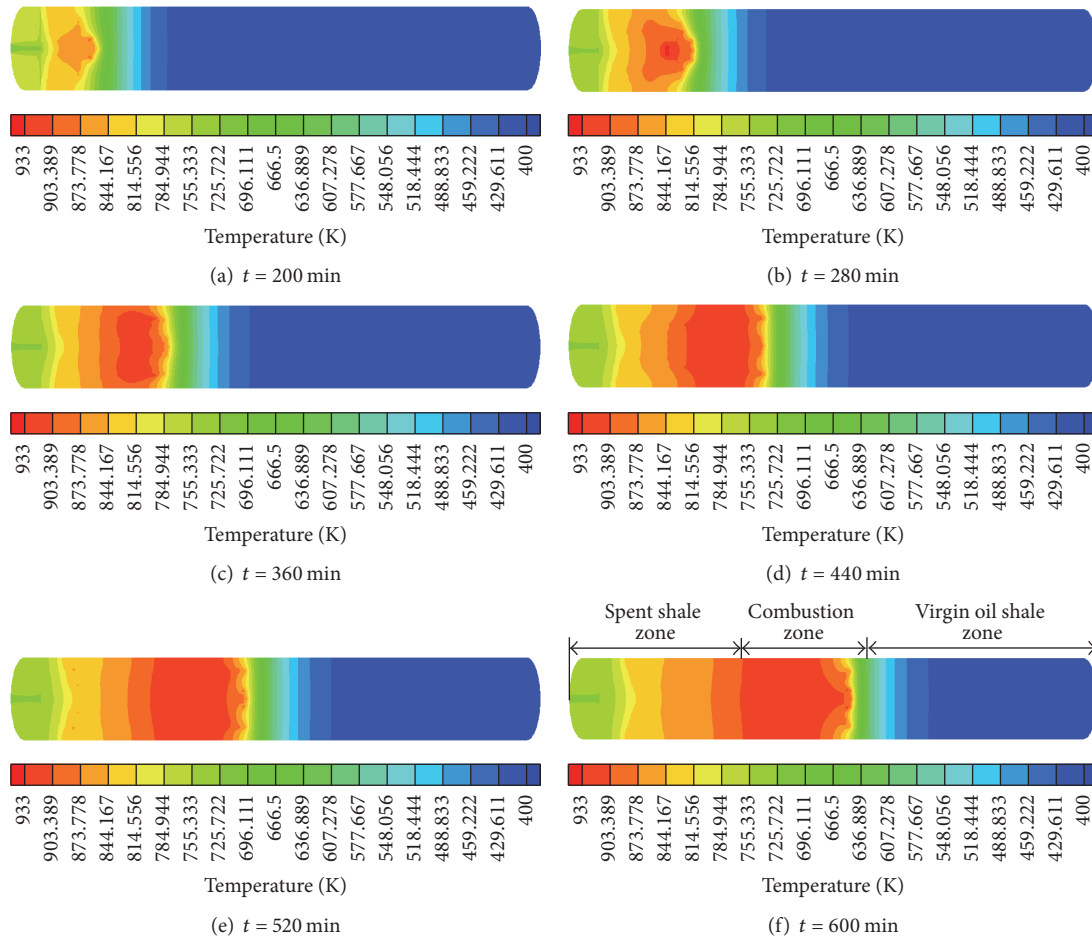 933 903.389 873.778 844.167 814.556 784.944 755.333 725.722 696.111 666.5 636.889 607.278 577.667 548.056 518.444 488.833 459.222 429.611 400
Temperature (K)
(a) t = 200 min
933 903.389 873.778 844.167 814.556 784.944 755.333 725.722 696.111 666.5 636.889 607.278 577.667 548.056 518.444 488.833 459.222 429.611 400
Temperature (K)
(b) t = 280 min
933 903.389 873.778 844.167 814.556 784.944 755.333 725.722 696.111 666.5 636.889 607.278 577.667 548.056 518.444 488.833 459.222 429.611 400
Temperature (K)
(c) t = 360 min
933 903.389 873.778 844.167 814.556 784.944 755.333 725.722 696.111 666.5 636.889 607.278 577.667 548.056 518.444 488.833 459.222 429.611 400
Temperature (K)
(d) t = 440 min
933 903.389 873.778 844.167 814.556 784.944 755.333 725.722 696.111 666.5 636.889 607.278 577.667 548.056 518.444 488.833 459.222 429.611 400
Temperature (K)
(e) t = 520 min
Spent shale
zone
Combustion
zone
Virgin oil shale
zone
933 903.389 873.778 844.167 814.556 784.944 755.333 725.722 696.111 666.5 636.889 607.278 577.667 548.056 518.444 488.833 459.222 429.611 400
Temperature (K)
(f) t = 600 min